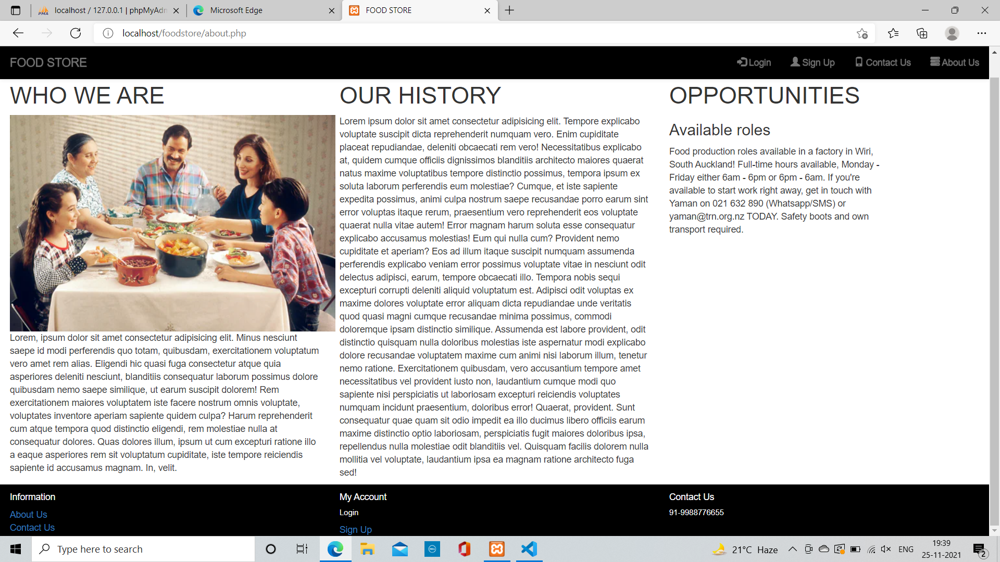 localhost / 127.0.0.1 | phpMyAdm
Microsoft Edge
FOOD STORE
localhost/foodstore/about.php
FOOD STORE
Login
Sign Up
Contact Us
About Us
WHO WE ARE
Lorem, ipsum dolor sit amet consectetur adipisicing elit. Minus nesciunt
saepe id modi perferendis quo totam, quibusdam, exercitationem voluptatum
vero amet rem alias. Eligendi hic quasi fuga consectetur atque quia
asperiores deleniti nesciunt, blanditiis consequatur laborum possimus dolore
quibusdam nemo saepe similique, ut earum suscipit dolorem! Rem
exercitationem maiores voluptatem iste facere nostrum omnis voluptate,
voluptates inventore aperiam sapiente quidem culpa? Harum reprehenderit
cum atque tempora quod distinctio eligendi, rem molestiae nulla at
consequatur dolores. Quas dolores illum, ipsum ut cum excepturi ratione illo
a eaque asperiores rem sit voluptatum cupiditate, iste tempore reiciendis
sapiente id accusamus magnam. In, velit.
OUR HISTORY
Lorem ipsum dolor sit amet consectetur adipisicing elit. Tempore explicabo
voluptate suscipit dicta reprehenderit numquam vero. Enim cupiditate
placeat repudiandae, deleniti obcaecati rem vero! Necessitatibus explicabo
at, quidem cumque officiis dignissimos blanditiis architecto maiores quaerat
natus maxime voluptatibus tempore distinctio possimus, tempora ipsum ex
soluta laborum perferendis eum molestiae? Cumque, et iste sapiente
expedita possimus, animi culpa nostrum saepe recusandae porro earum sint
error voluptas itaque rerum, praesentium vero reprehenderit eos voluptate
quaerat nulla vitae autem! Error magnam harum soluta esse consequatur
explicabo accusamus molestias! Eum qui nulla cum? Provident nemo
cupiditate et aperiam? Eos ad illum itaque suscipit numquam assumenda
perferendis explicabo veniam error possimus voluptate vitae in nesciunt odit
delectus adipisci, earum, tempore obcaecati illo. Tempora nobis sequi
excepturi corrupti deleniti aliquid voluptatum est. Adipisci odit voluptas ex
maxime dolores voluptate error aliquam dicta repudiandae unde veritatis
quod quasi magni cumque recusandae minima possimus, commodi
doloremque ipsam distinctio similique. Assumenda est labore provident, odit
distinctio quisquam nulla doloribus molestias iste aspernatur modi explicabo
dolore recusandae voluptatem maxime cum animi nisi laborum illum, tenetur
nemo ratione. Exercitationem quibusdam, vero accusantium tempore amet
necessitatibus vel provident iusto non, laudantium cumque modi quo
sapiente nisi perspiciatis ut laboriosam excepturi reiciendis voluptates
numquam incidunt praesentium, doloribus error! Quaerat, provident. Sunt
consequatur quae quam sit odio impedit ea illo ducimus libero officiis earum
maxime distinctio optio laboriosam, perspiciatis fugit maiores doloribus ipsa,
repellendus nulla molestiae odit blanditiis vel. Quisquam facilis dolorem nulla
mollitia vel voluptate, laudantium ipsa ea magnam ratione architecto fuga
sed!
OPPORTUNITIES
Available roles
Food production roles available in a factory in Wiri,
South Auckland! Full-time hours available, Monday -
Friday either 6am - 6pm or 6pm - 6am. If you're
available to start work right away, get in touch with
Yaman on 021 632 890 (Whatsapp/SMS) or
yaman@trn.org.nz TODAY. Safety boots and own
transport required.
Information
About Us
Contact Us
My Account
Login
Sign Up
Contact Us
91-9988776655
Type here to search
21°C Haze
ENG
19:39
25-11-2021
2